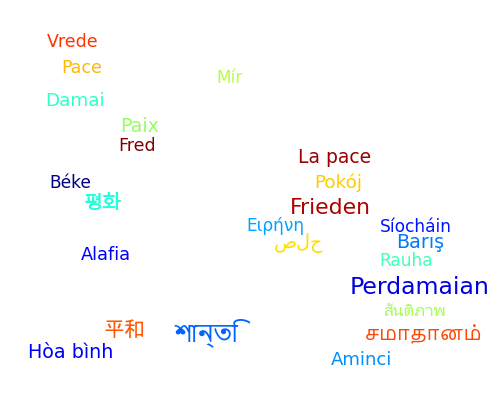 Vrede
Pace
Mír
Damai
Paix
Fred
La pace
Béke
Pokój
평화
Frieden
Ειρήνη
Síocháin
صلح
Barış
Alafia
Rauha
Perdamaian
สันติภาพ
平和
शान्ति
சமாதானம்
Hòa bình
Aminci